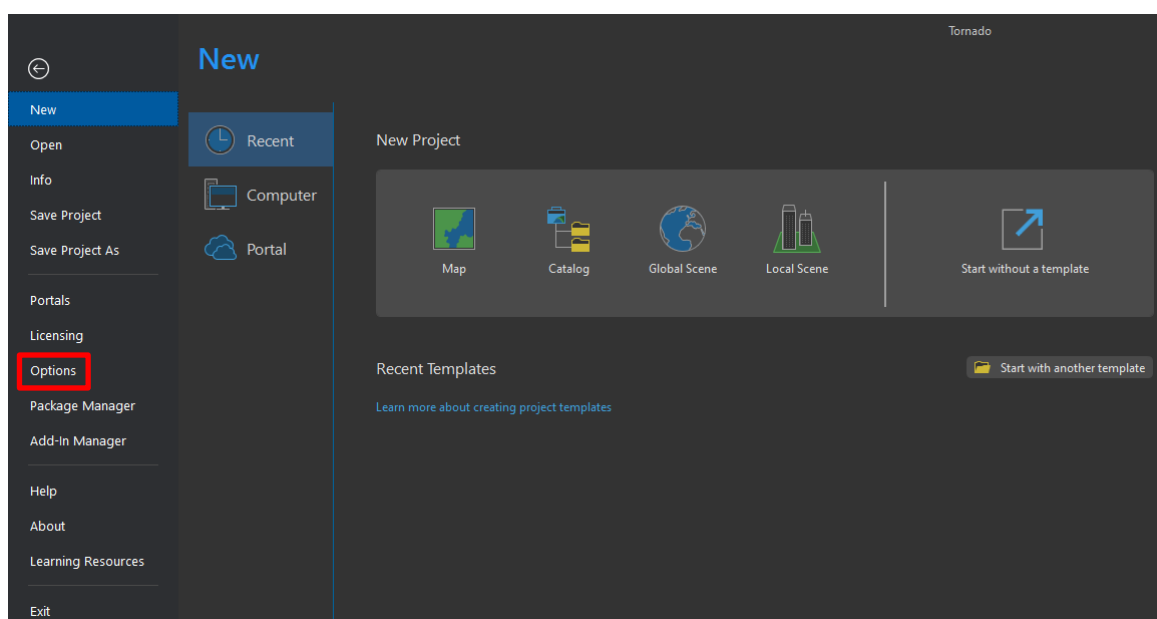 Tornado
New
New
Open
Info
Save Project
Save Project As
Portals
Licensing
Options
Package Manager
Add-In Manager
Help
About
Learning Resources
Exit
Recent
Computer
Portal
New Project
Map
Catalog
Global Scene
Local Scene
Start without a template
Recent Templates
Start with another template
Learn more about creating project templates